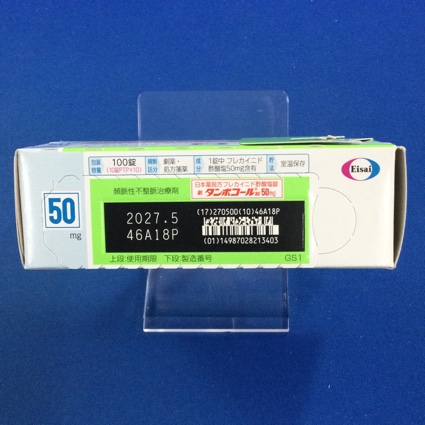 包装容量 100錠 (10錠PTP×10) 規制区分 劇薬・処方箋薬 成分 1錠中 フレカイニド酢酸塩50mg含有 貯法 室温保存
Eisai
頻脈性不整脈治療剤
日本薬局方フレカイニド酢酸塩錠
タンボコール錠50mg
50 mg
2027.5
46A18P
(17)270500(10)46A18P
(01)14987028213403
上段:使用期限 下段:製造番号
GS1